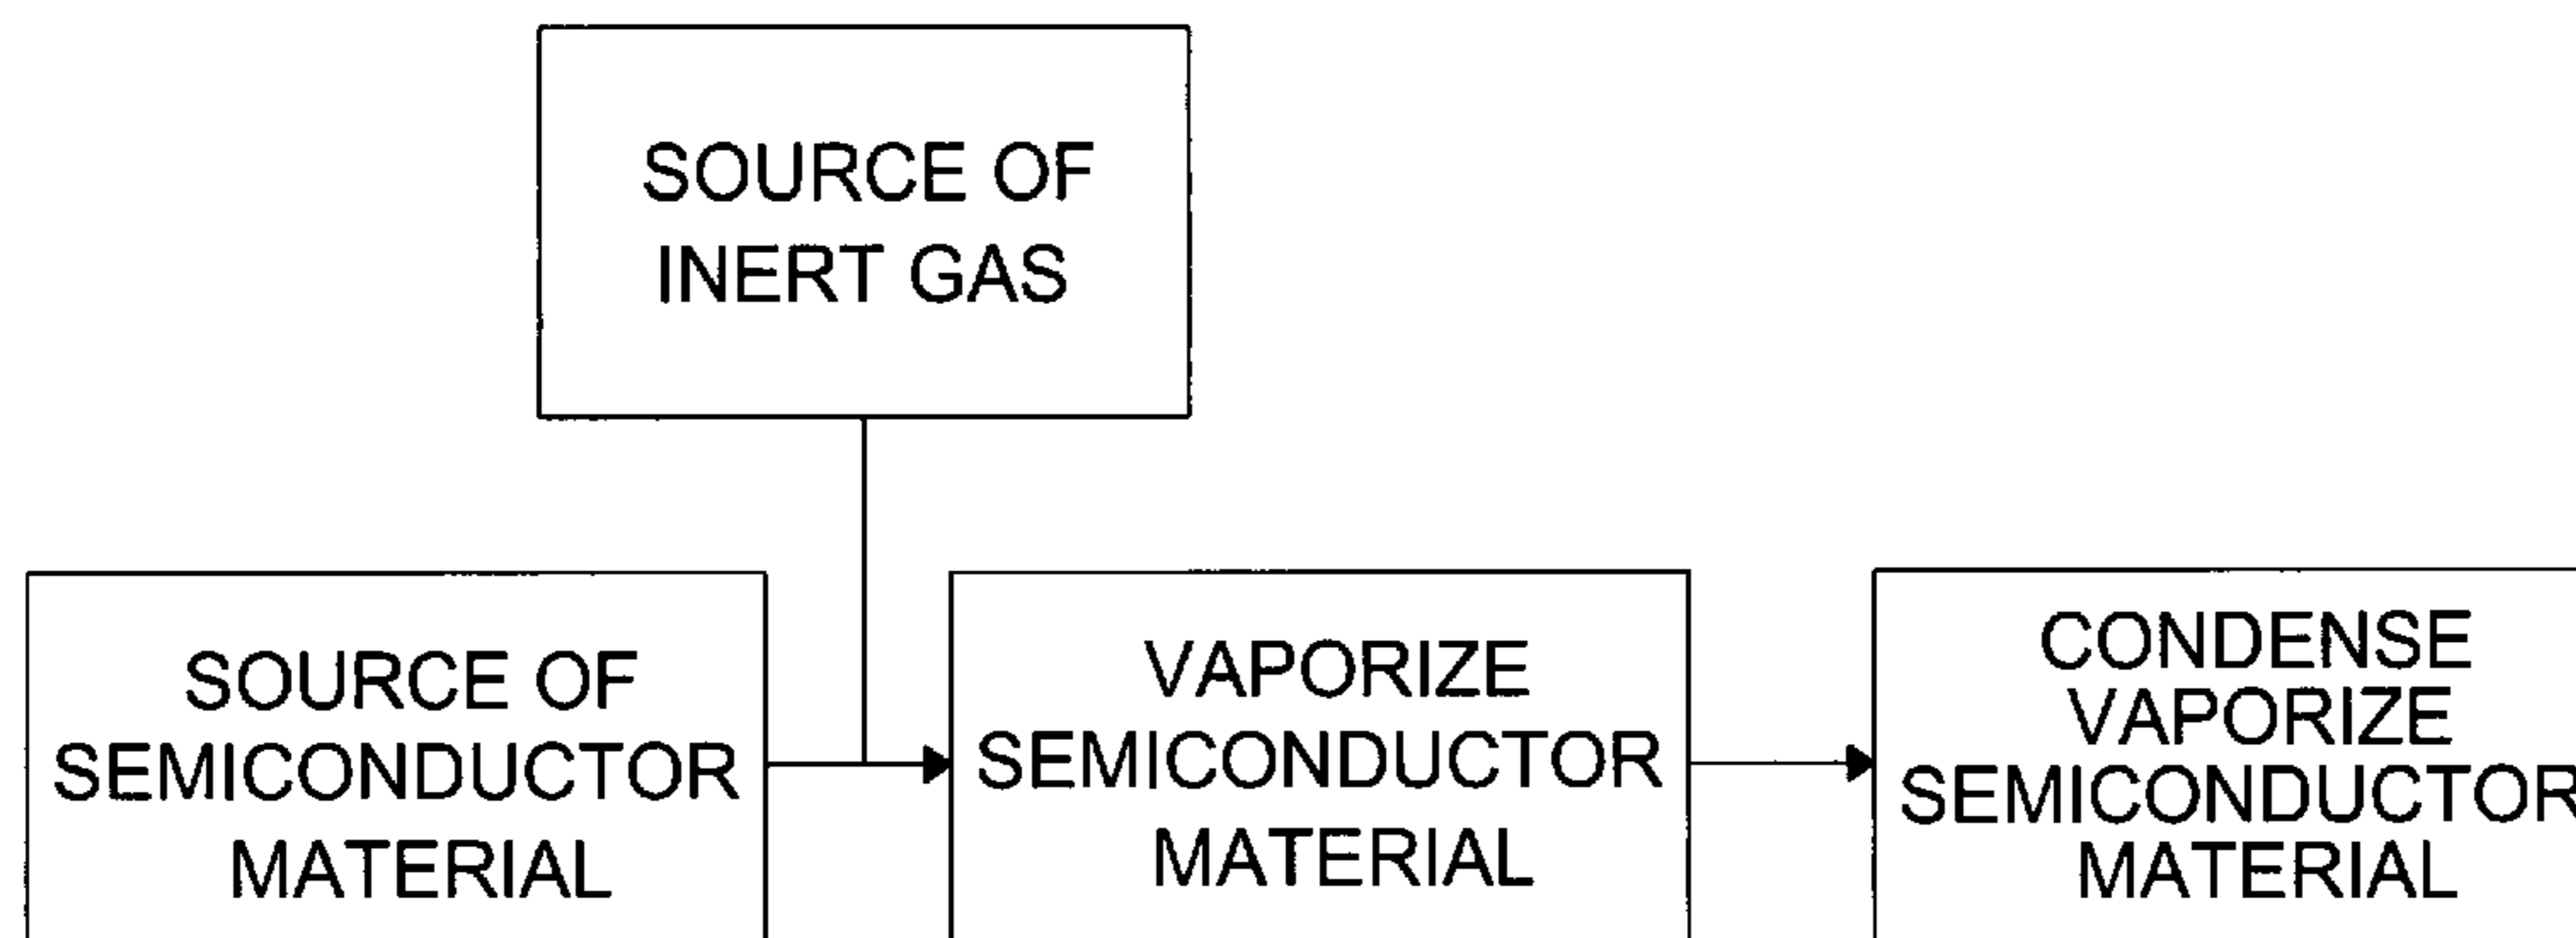 SOURCE OF
INERT GAS
SOURCE OF
SEMICONDUCTOR
MATERIAL
VAPORIZE
SEMICONDUCTOR
MATERIAL
CONDENSE
VAPORIZE
SEMICONDUCTOR
MATERIAL